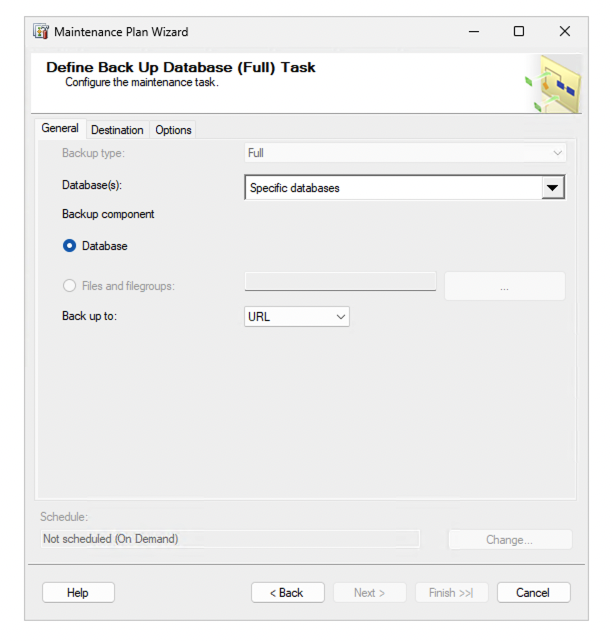 Maintenance Plan Wizard
Define Back Up Database (Full) Task
Configure the maintenance task.
General Destination Options
Backup type: Full
Database(s): Specific databases
Backup component
Database
Files and filegroups: ...
Back up to: URL
Schedule:
Not scheduled (On Demand) Change...
Help < Back Next > Finish >>| Cancel